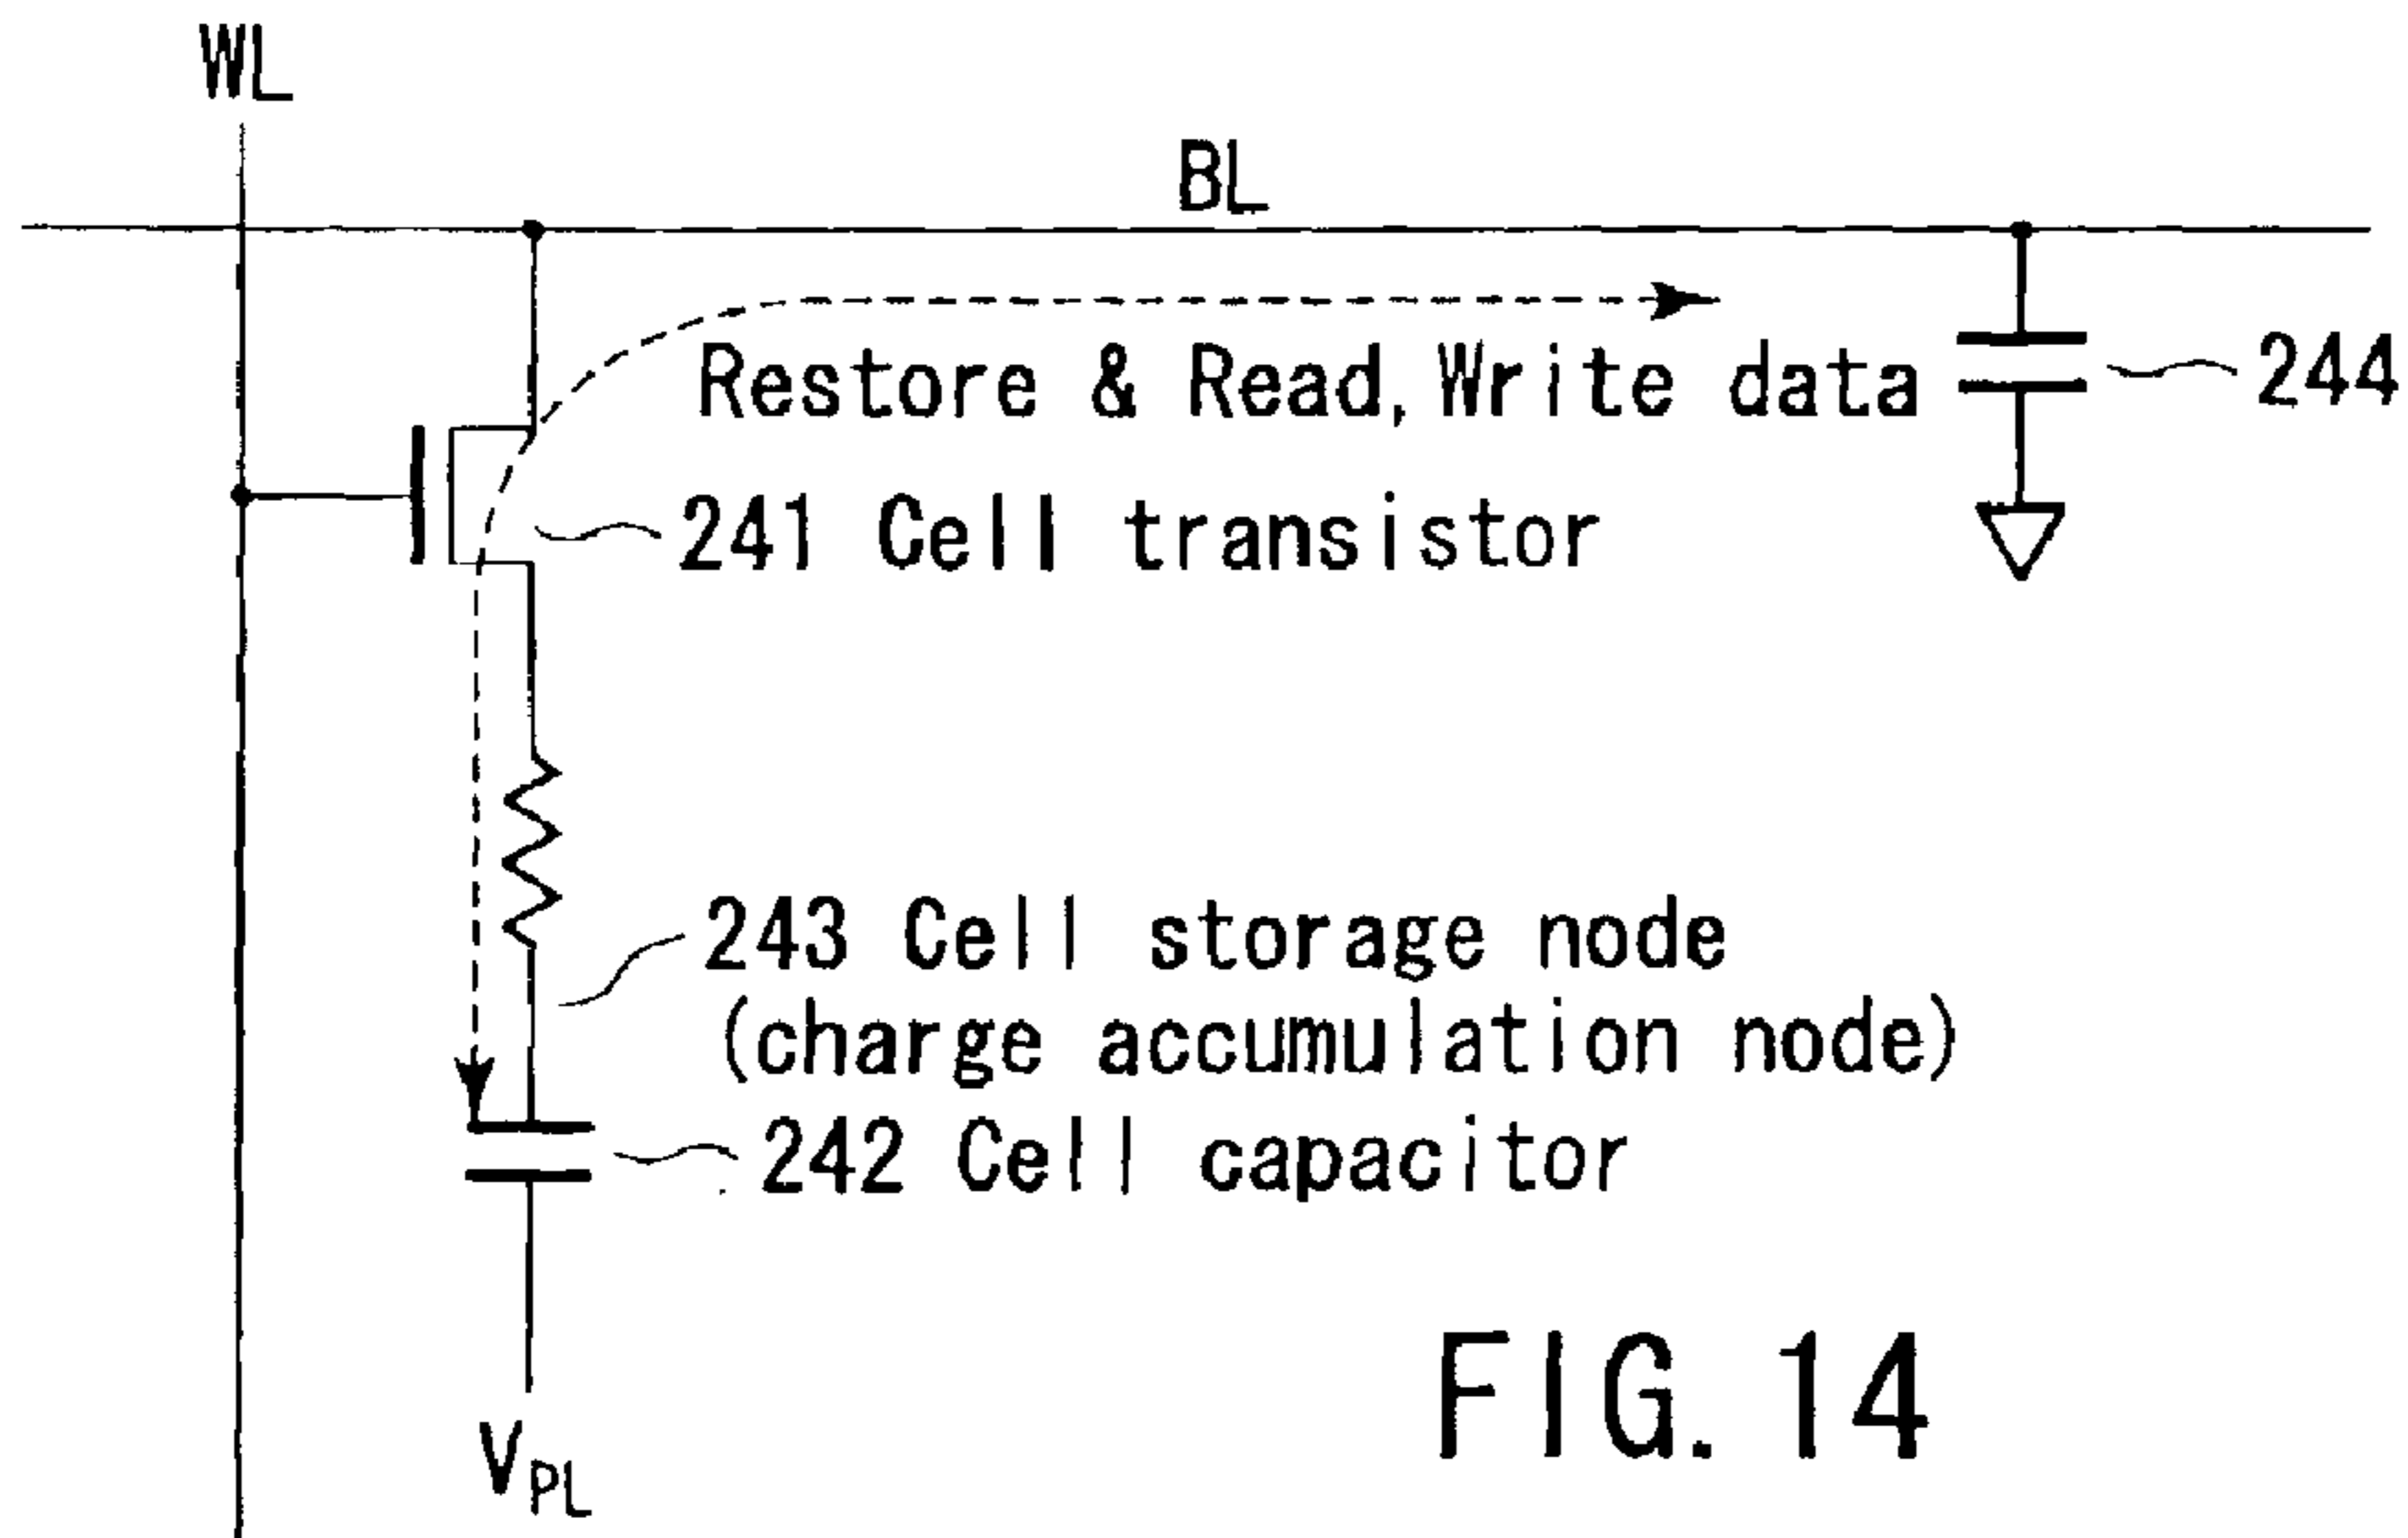 WL
BL
Restore & Read, Write data
244
241 Cell transistor
243 Cell storage node
(charge accumulation node)
242 Cell capacitor
VPL
FIG. 14